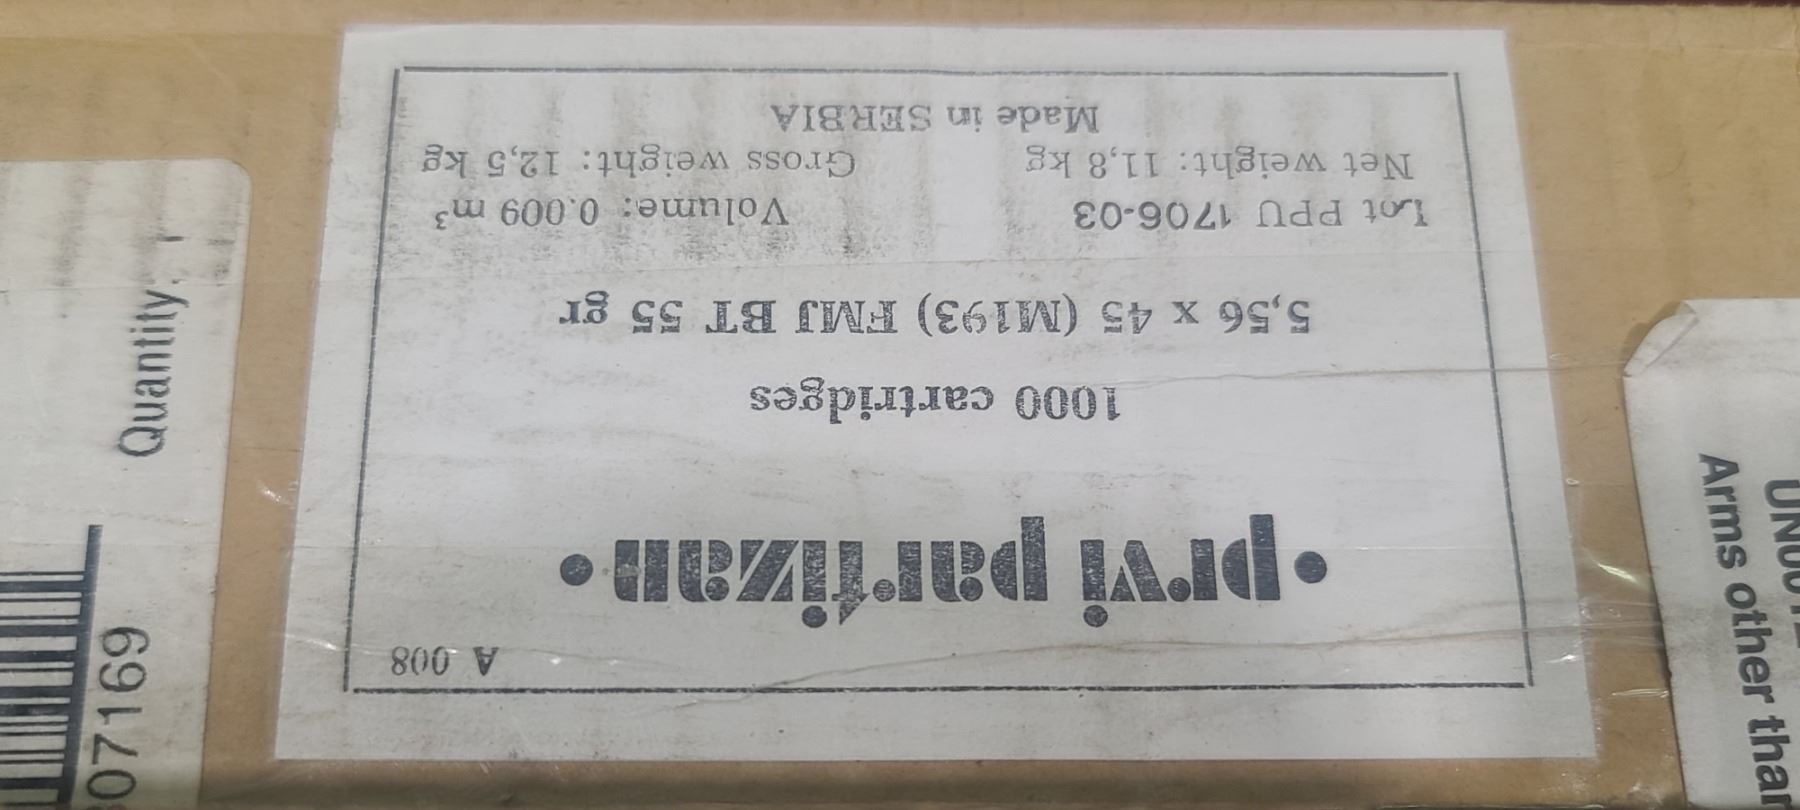 A 008
•prvi partizan•
1000 cartridges
5,56 x 45 (M193) FMJ BT 55 gr
Lot PPU 1706-03 Volume: 0.009 m³
Net weight: 11,8 kg Gross weight: 12,5 kg
Made in SERBIA
Quantity: 1
07169
Arms other than